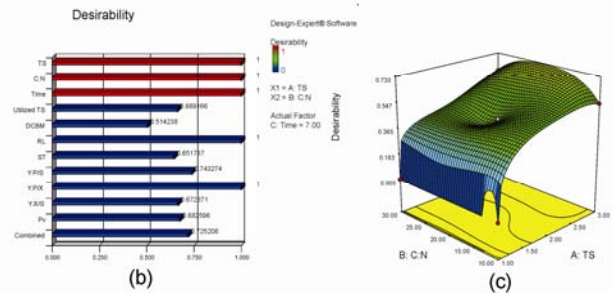 Desirability
TS
1
C:N
1
Time
1
Utilized TS
DCBM
0.514238
RL
1
ST
0.651737
Y:P/S
0.743274
Y:P/X
1
Y:X/S
0.672371
Pv
Combined
0.725206
0.000
0.250
0.500
0.750
1.000
(b)
Design-Expert® Software
Desirability
1
0
X1 = A: TS
X2 = B: C:N
Actual Factor
C: Time = 7.00
(c)
Desirability
0.730
0.547
0.365
0.183
0.000
30.00
25.00
20.00
15.00
10.00
B: C:N
3.00
2.50
2.00
1.50
1.00
A: TS